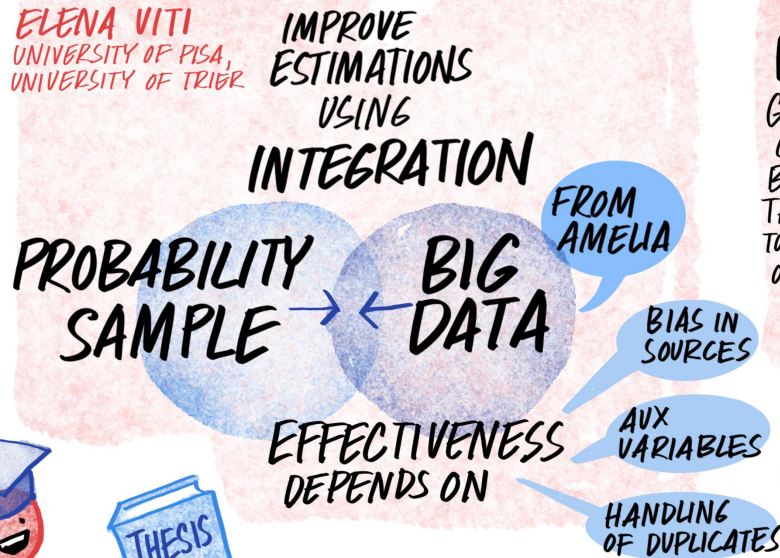 ELENA VITI
UNIVERSITY OF PISA,
UNIVERSITY OF TRIER
IMPROVE
ESTIMATIONS
USING
INTEGRATION
FROM
AMELIA
PROBABILITY
SAMPLE
BIG
DATA
EFFECTIVENESS
DEPENDS ON
BIAS IN
SOURCES
AUX
VARIABLES
HANDLING
OF DUPLICATES
THESIS